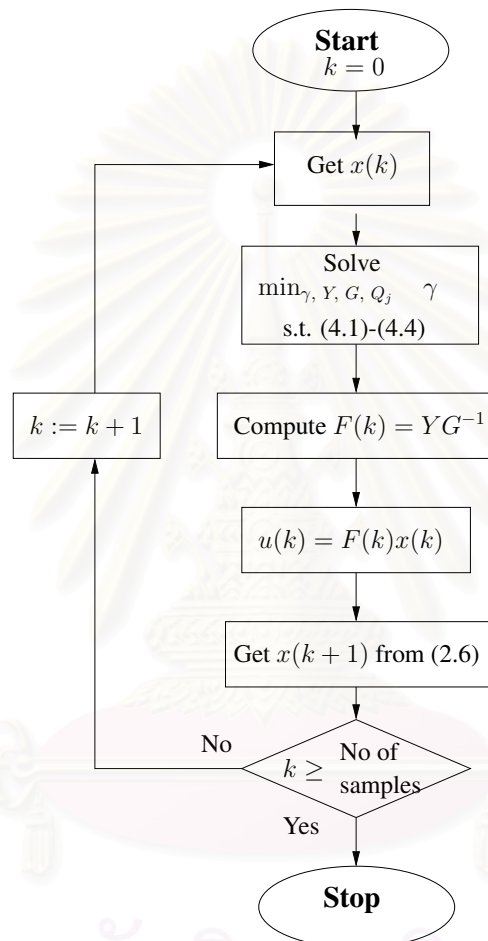 Start
k = 0
Get x(k)
Solve
min_{γ, Y, G, Q_j} γ
s.t. (4.1)-(4.4)
k := k + 1
Compute F(k) = YG^{−1}
u(k) = F(k)x(k)
Get x(k + 1) from (2.6)
No
k ≥ No of
samples
Yes
Stop